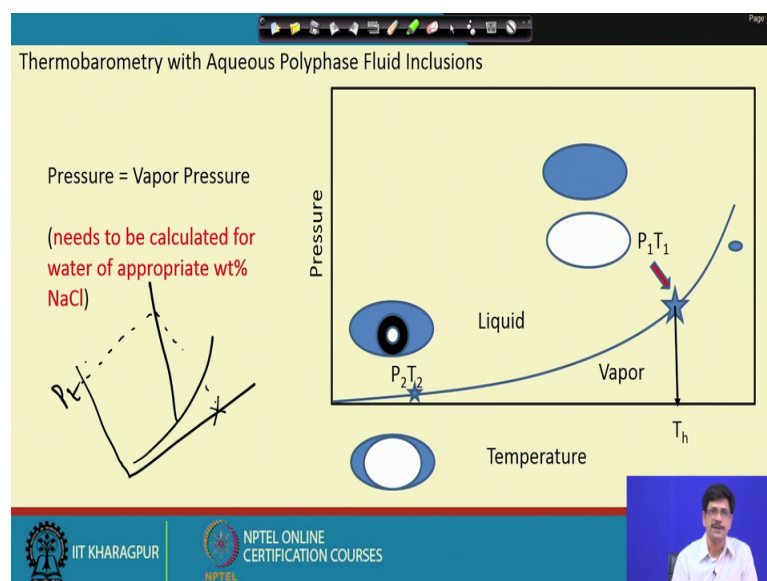 Page
Thermobarometry with Aqueous Polyphase Fluid Inclusions
Pressure = Vapor Pressure
(needs to be calculated for
water of appropriate wt%
NaCl)
Pressure
P1T1
Liquid
P2T2
Vapor
Th
Temperature
IIT KHARAGPUR
NPTEL
NPTEL ONLINE
CERTIFICATION COURSES